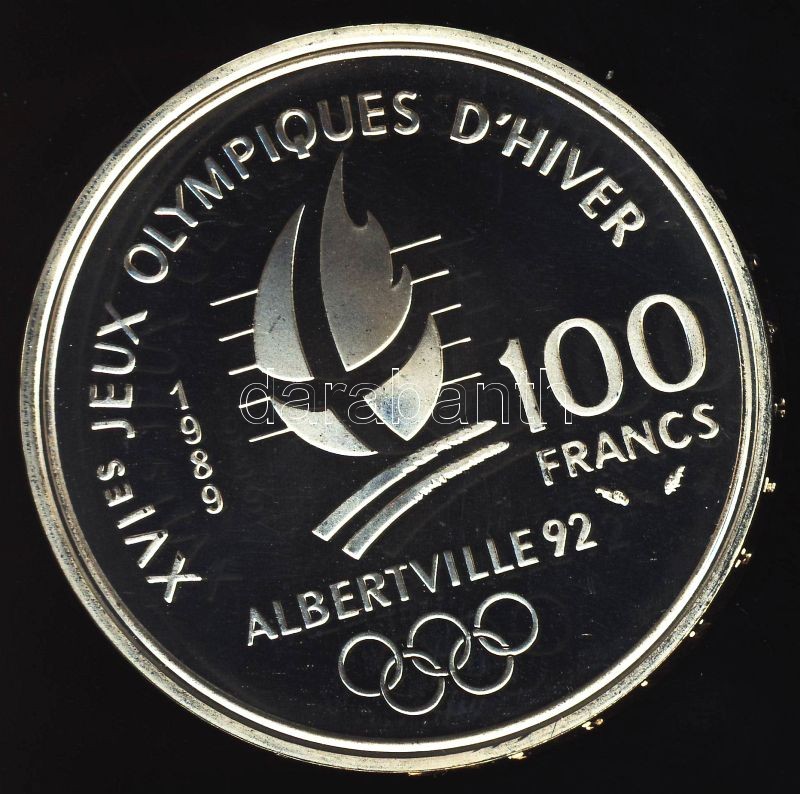 XVIES JEUX OLYMPIQUES D'HIVER
1989
100
FRANCS
ALBERTVILLE 92
darabanth